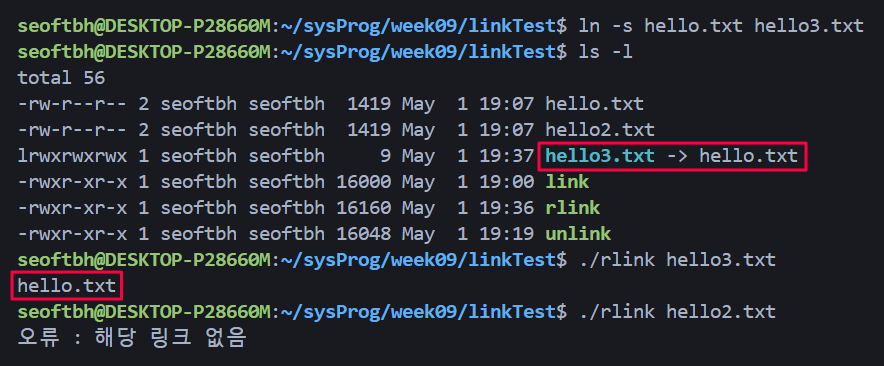 seoftbh@DESKTOP-P28660M:~/sysProg/week09/linkTest$ ln -s hello.txt hello3.txt
seoftbh@DESKTOP-P28660M:~/sysProg/week09/linkTest$ ls -l
total 56
-rw-r--r-- 2 seoftbh seoftbh  1419 May  1 19:07 hello.txt
-rw-r--r-- 2 seoftbh seoftbh  1419 May  1 19:07 hello2.txt
lrwxrwxrwx 1 seoftbh seoftbh     9 May  1 19:37 hello3.txt -> hello.txt
-rwxr-xr-x 1 seoftbh seoftbh 16000 May  1 19:00 link
-rwxr-xr-x 1 seoftbh seoftbh 16160 May  1 19:36 rlink
-rwxr-xr-x 1 seoftbh seoftbh 16048 May  1 19:19 unlink
seoftbh@DESKTOP-P28660M:~/sysProg/week09/linkTest$ ./rlink hello3.txt
hello.txt
seoftbh@DESKTOP-P28660M:~/sysProg/week09/linkTest$ ./rlink hello2.txt
오류 : 해당 링크 없음